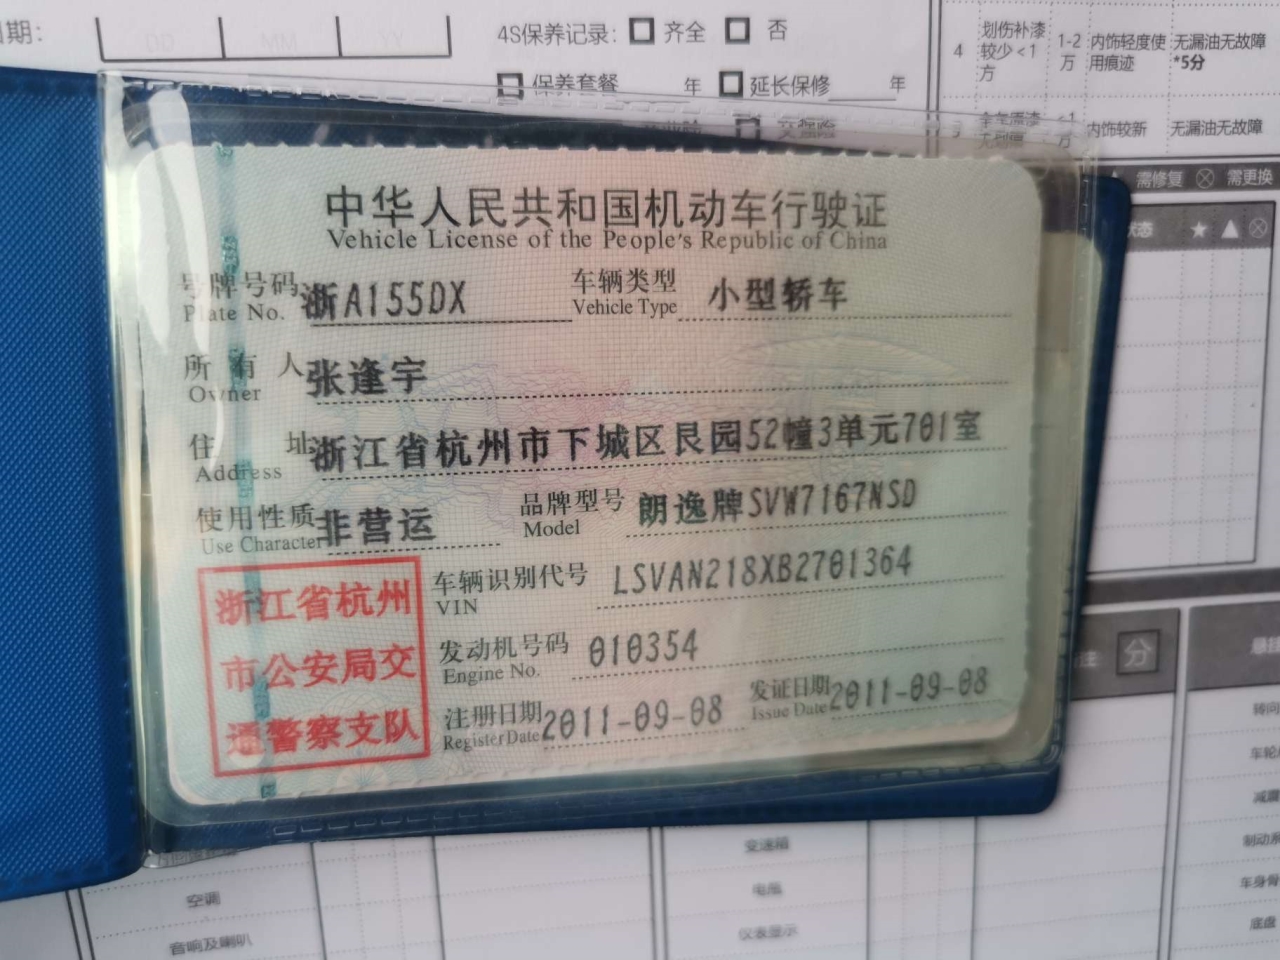 日期:
DD MM YY
4S保养记录: 齐全 否
保养套餐 年 延长保修 年
4 划伤补漆较少<1方 1-2万 内饰轻度使用痕迹 无漏油无故障*5分
<1万 内饰较新 无漏油无故障
需修复 需更换
中华人民共和国机动车行驶证
Vehicle License of the People's Republic of China
号牌号码 浙A155DX 车辆类型 小型轿车
Plate No. Vehicle Type
所有人 张逢宇
Owner
住址 浙江省杭州市下城区艮园52幢3单元701室
Address
使用性质 非营运 品牌型号 朗逸牌SVW7167NSD
Use Character Model
车辆识别代号 LSVAN218XB2701364
VIN
发动机号码 010354
Engine No.
注册日期 2011-09-08 发证日期 2011-09-08
Register Date Issue Date
浙江省杭州
市公安局交
通警察支队
分
变速箱
空调 电瓶
音响及喇叭 仪表显示
底盘